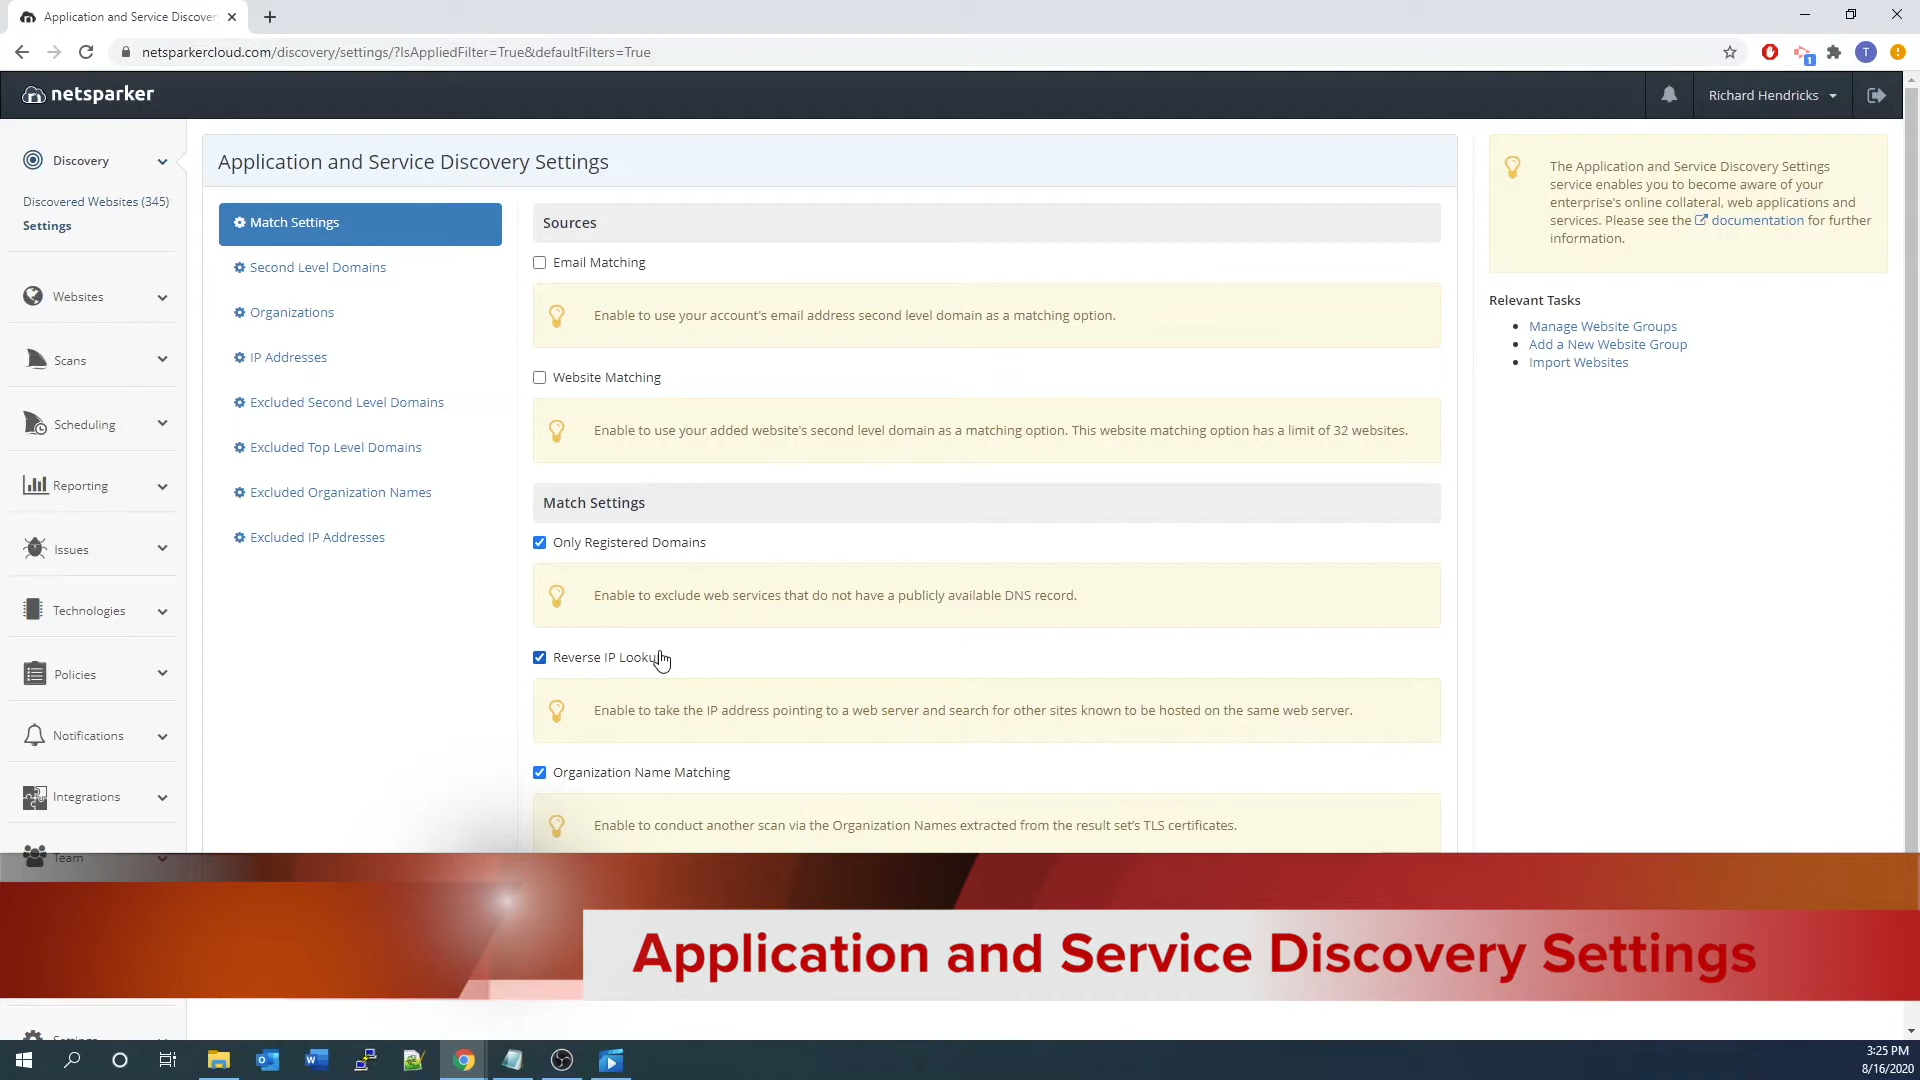 Application and Service Discover
netsparkercloud.com/discovery/settings/?IsAppliedFilter=True&defaultFilters=True
1
T
netsparker
Richard Hendricks
Discovery
Discovered Websites (345)
Settings
Websites
Scans
Scheduling
Reporting
Issues
Technologies
Policies
Notifications
Integrations
Team
Application and Service Discovery Settings
Match Settings
Second Level Domains
Organizations
IP Addresses
Excluded Second Level Domains
Excluded Top Level Domains
Excluded Organization Names
Excluded IP Addresses
Sources
Email Matching
Enable to use your account's email address second level domain as a matching option.
Website Matching
Enable to use your added website's second level domain as a matching option. This website matching option has a limit of 32 websites.
Match Settings
Only Registered Domains
Enable to exclude web services that do not have a publicly available DNS record.
Reverse IP Looku
Enable to take the IP address pointing to a web server and search for other sites known to be hosted on the same web server.
Organization Name Matching
Enable to conduct another scan via the Organization Names extracted from the result set's TLS certificates.
The Application and Service Discovery Settings
service enables you to become aware of your
enterprise's online collateral, web applications and
services. Please see the documentation for further
information.
Relevant Tasks
Manage Website Groups
Add a New Website Group
Import Websites
Application and Service Discovery Settings
3:25 PM
8/16/2020